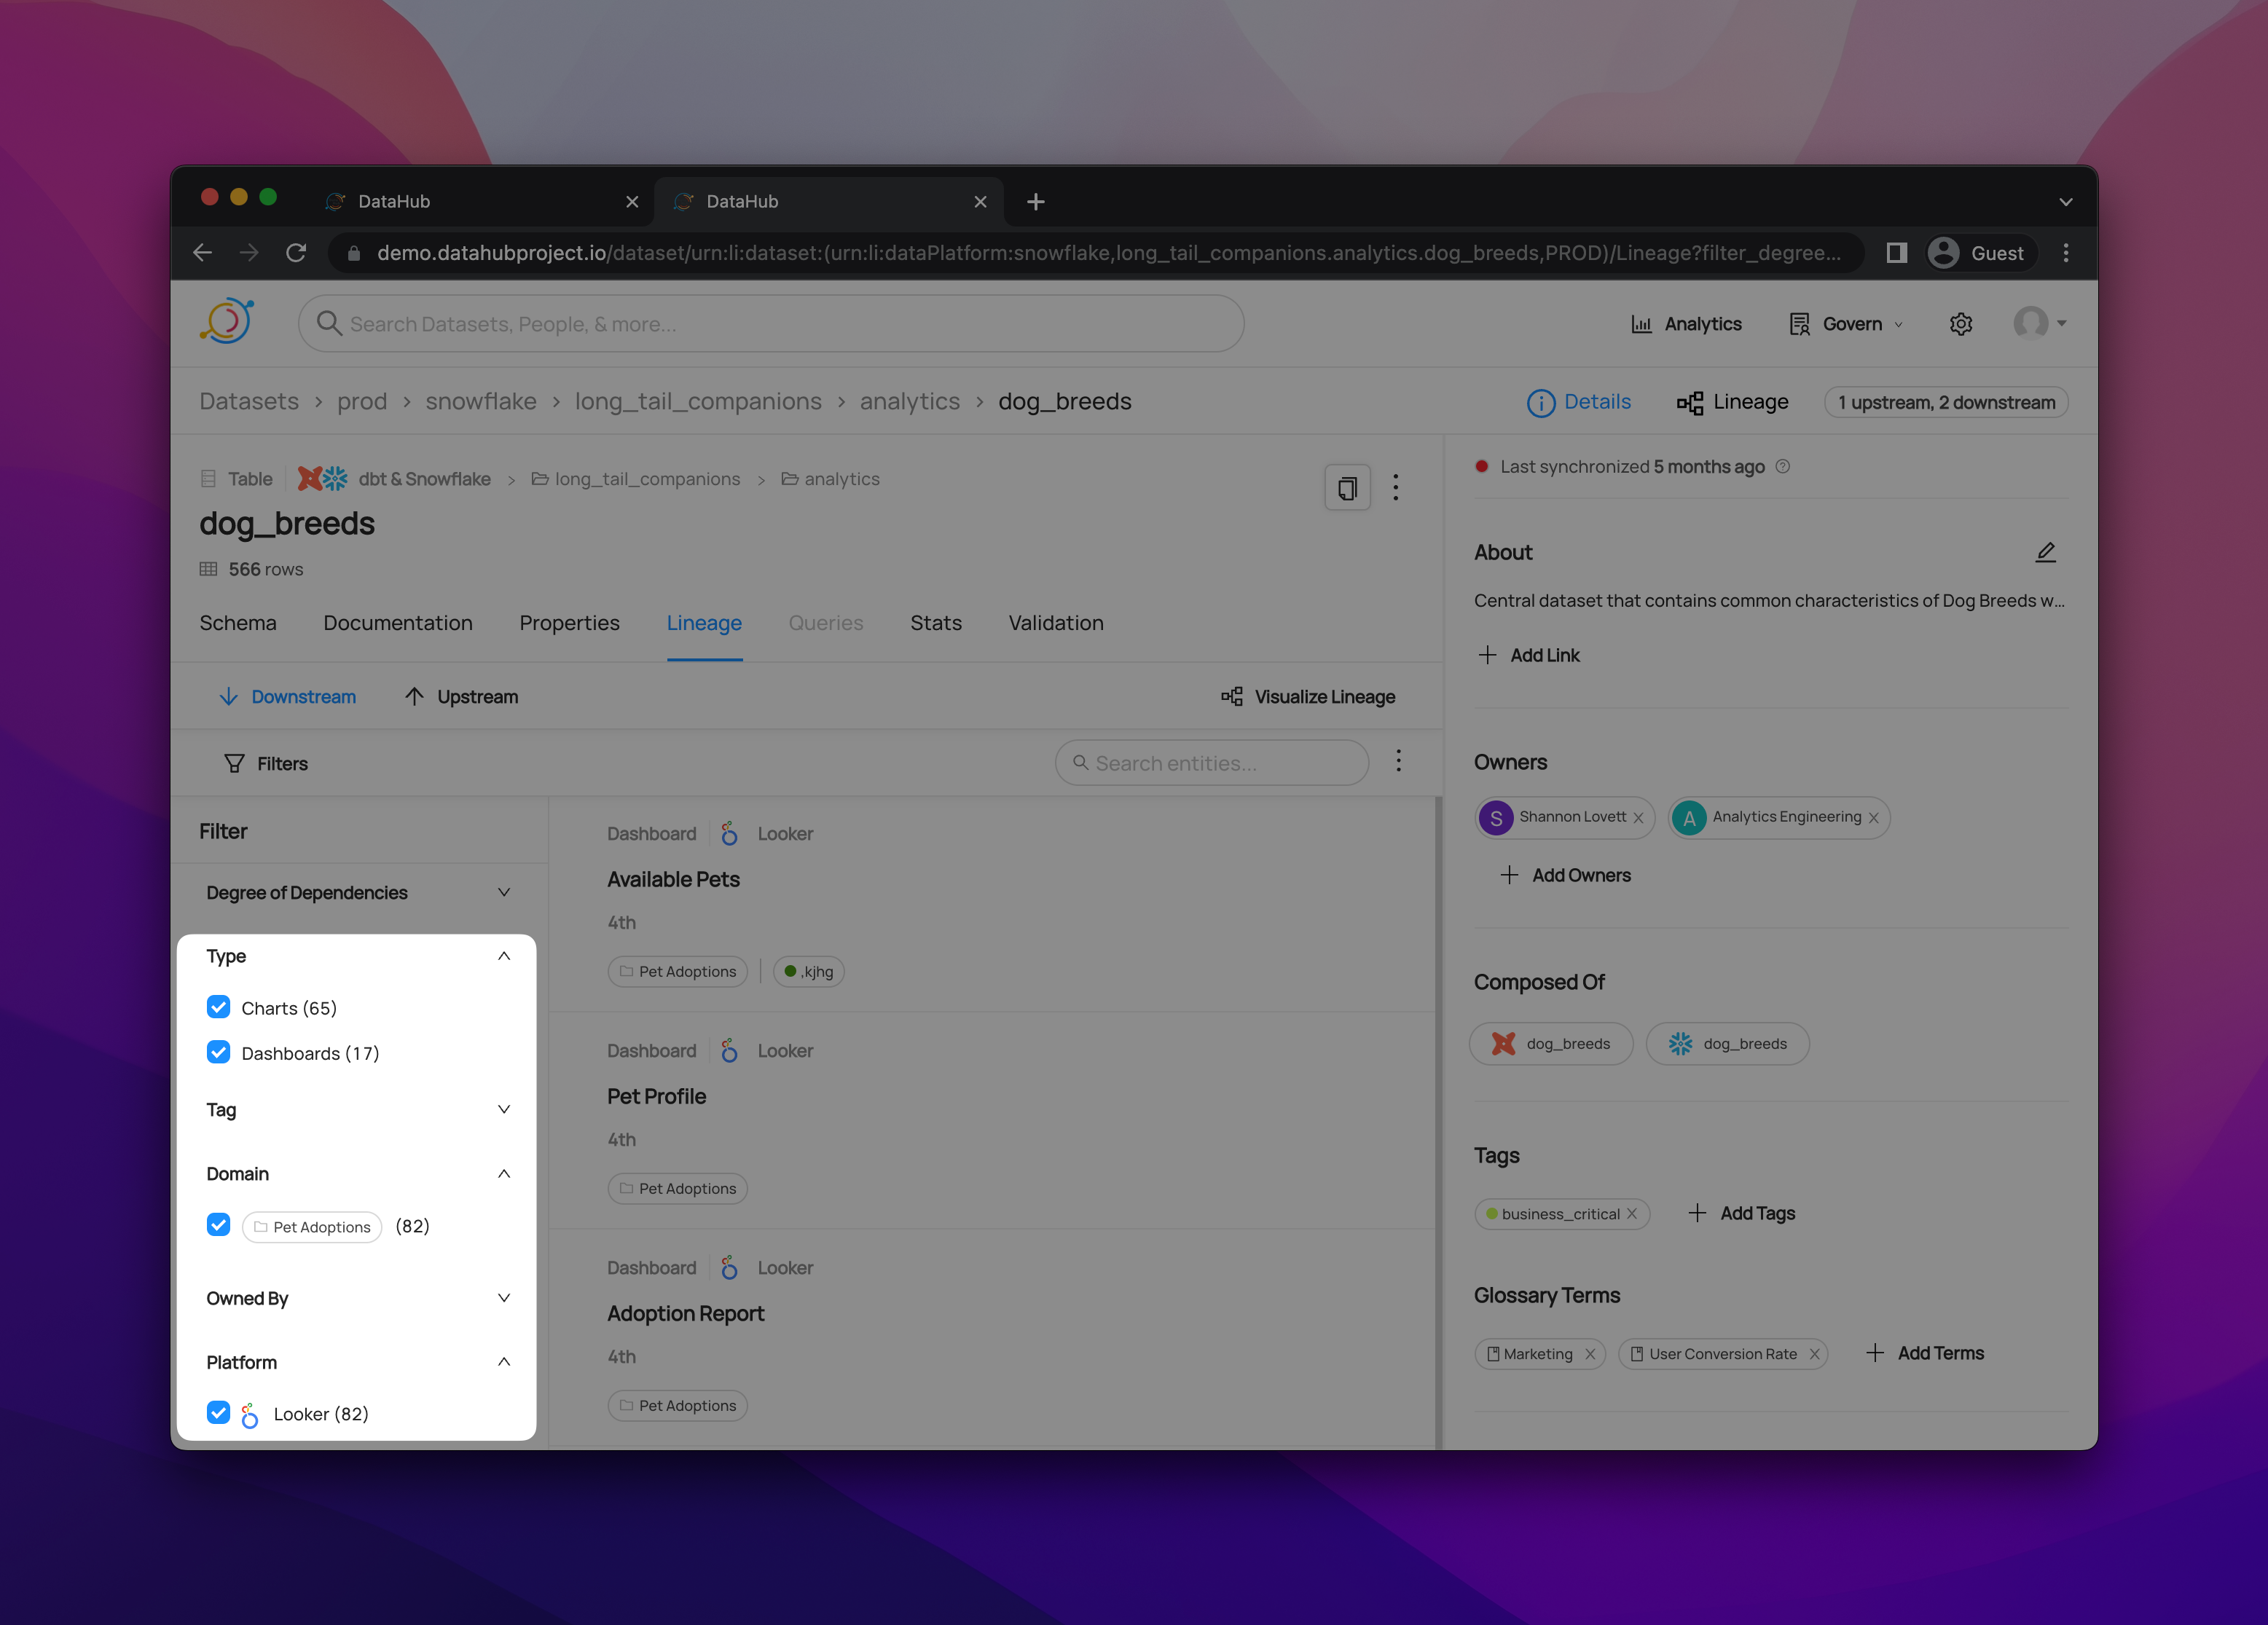 DataHub
DataHub
demo.datahubproject.io/dataset/urn:li:dataset:(urn:li:dataPlatform:snowflake,long_tail_companions.analytics.dog_breeds,PROD)/Lineage?filter_degree...
Guest
Search Datasets, People, & more...
Analytics
Govern
Datasets > prod > snowflake > long_tail_companions > analytics > dog_breeds
Details
Lineage
1 upstream, 2 downstream
Table
dbt & Snowflake > long_tail_companions > analytics
dog_breeds
566 rows
Schema
Documentation
Properties
Lineage
Queries
Stats
Validation
Downstream
Upstream
Visualize Lineage
Filters
Search entities...
Filter
Degree of Dependencies
Type
Charts (65)
Dashboards (17)
Tag
Domain
Pet Adoptions (82)
Owned By
Platform
Looker (82)
Dashboard Looker
Available Pets
4th
Pet Adoptions
,kjhg
Dashboard Looker
Pet Profile
4th
Pet Adoptions
Dashboard Looker
Adoption Report
4th
Pet Adoptions
Last synchronized 5 months ago
About
Central dataset that contains common characteristics of Dog Breeds w...
Add Link
Owners
S Shannon Lovett
A Analytics Engineering
Add Owners
Composed Of
dog_breeds
dog_breeds
Tags
business_critical
Add Tags
Glossary Terms
Marketing
User Conversion Rate
Add Terms